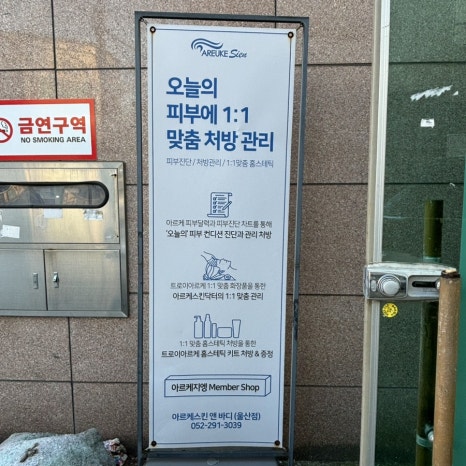 금연구역
NO SMOKING AREA
AREUKE Sien
오늘의
피부에 1:1
맞춤 처방 관리
피부진단 / 처방관리 / 1:1맞춤 홈스테틱
아르케 피부달력과 피부진단 차트를 통해
'오늘의' 피부 컨디션 진단과 관리 처방
트로이아르케 1:1 맞춤 화장품을 통한
아르케스킨닥터의 1:1 맞춤 관리
1:1 맞춤 홈스테틱 처방을 통한
트로이아르케 홈스테틱 키트 처방 & 증정
아르케지엥 Member Shop
아르케스킨 앤 바디 (울산점)
052-291-3039